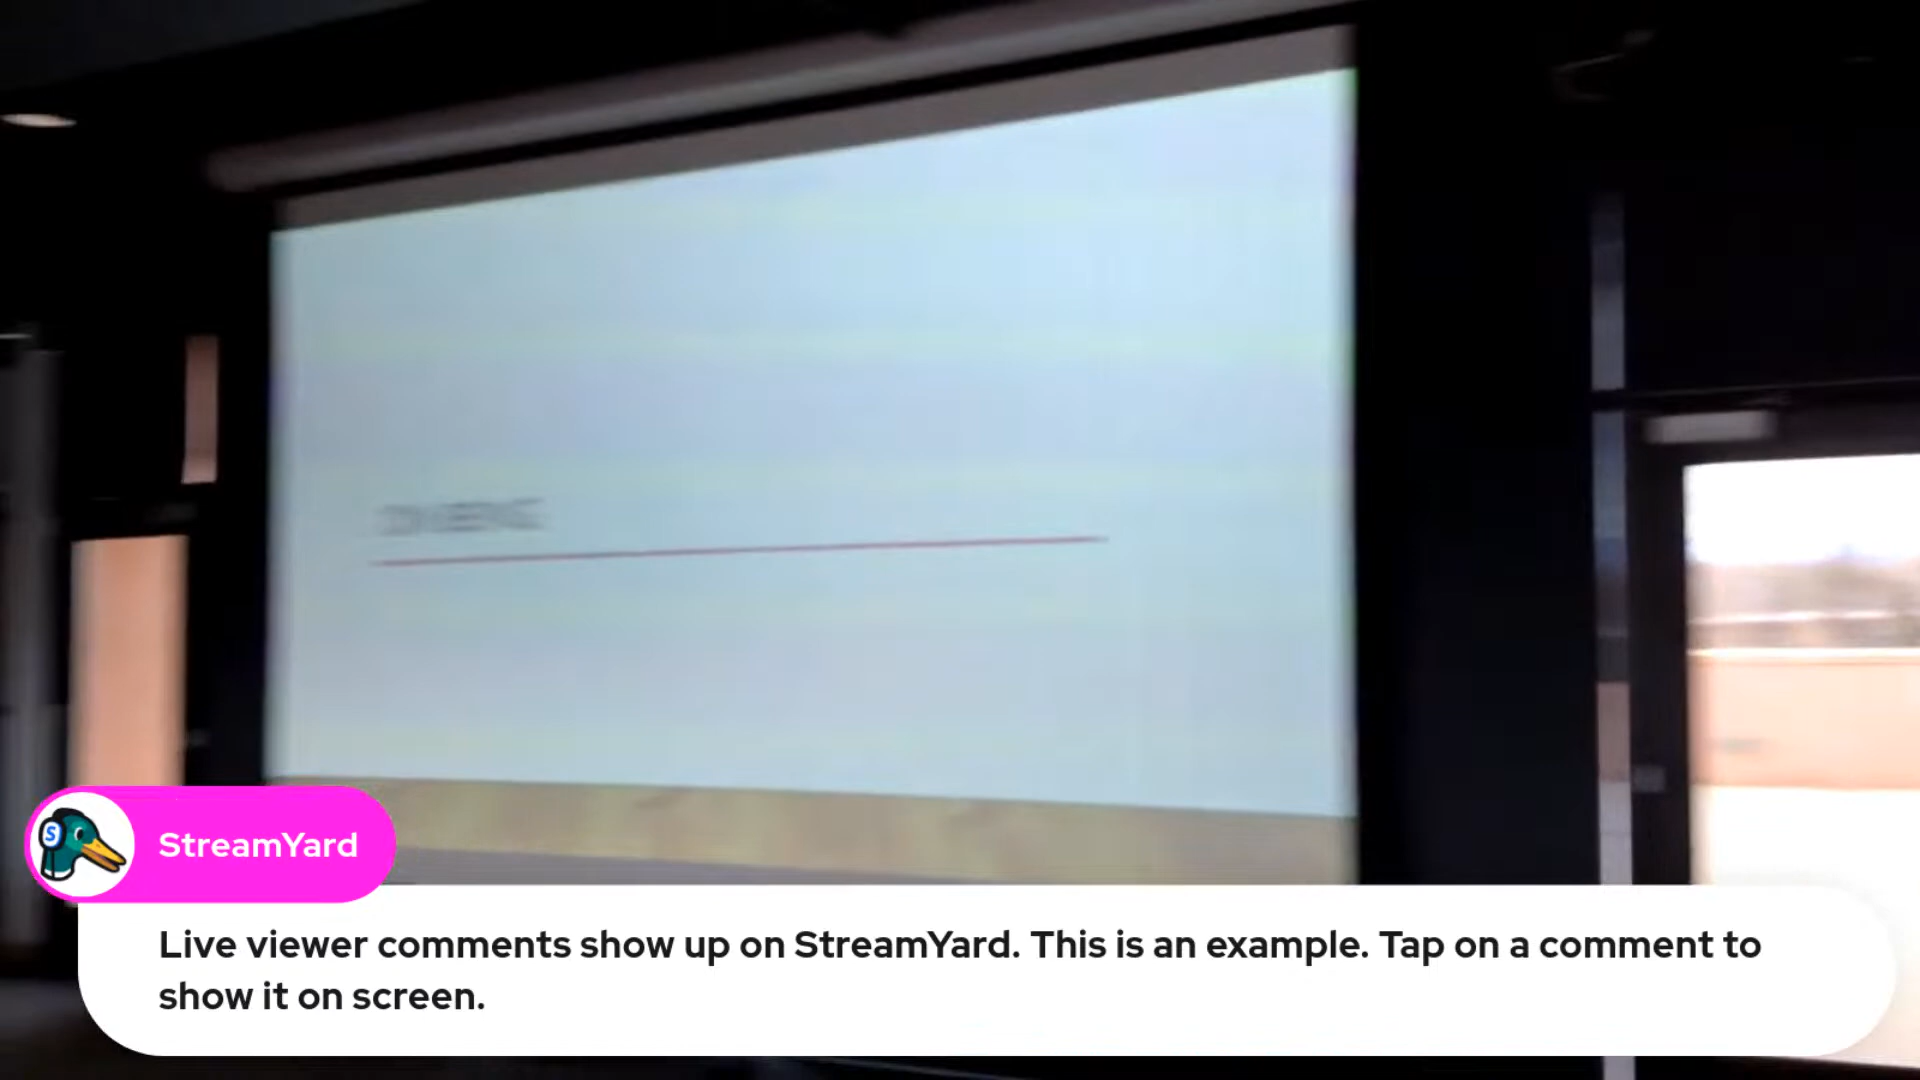 StreamYard
Live viewer comments show up on StreamYard. This is an example. Tap on a comment to
show it on screen.